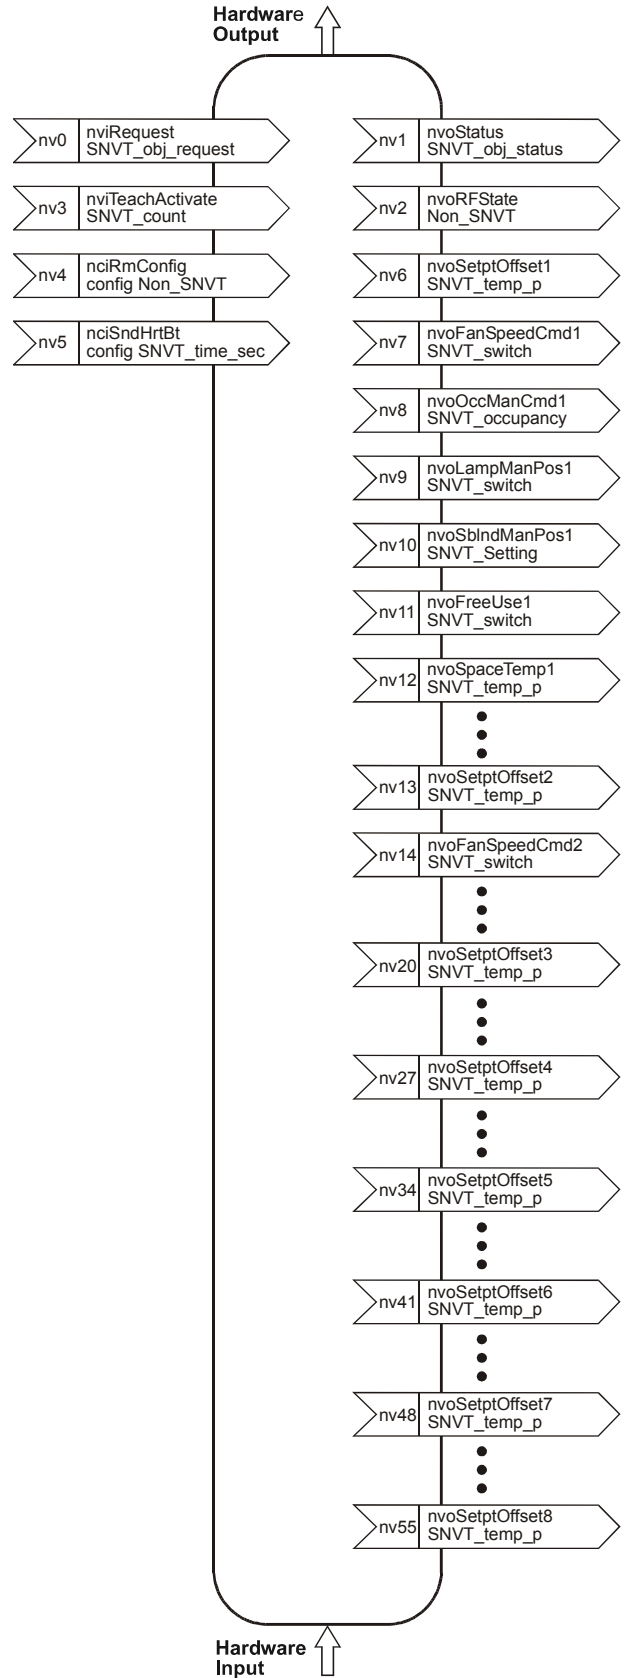 Hardware
Output
nv0
nviRequest
SNVT_obj_request
nv3
nviTeachActivate
SNVT_count
nv4
nciRmConfig
config Non_SNVT
nv5
nciSndHrtBt
config SNVT_time_sec
nv1
nvoStatus
SNVT_obj_status
nv2
nvoRFState
Non_SNVT
nv6
nvoSetptOffset1
SNVT_temp_p
nv7
nvoFanSpeedCmd1
SNVT_switch
nv8
nvoOccManCmd1
SNVT_occupancy
nv9
nvoLampManPos1
SNVT_switch
nv10
nvoSblndManPos1
SNVT_Setting
nv11
nvoFreeUse1
SNVT_switch
nv12
nvoSpaceTemp1
SNVT_temp_p
nv13
nvoSetptOffset2
SNVT_temp_p
nv14
nvoFanSpeedCmd2
SNVT_switch
nv20
nvoSetptOffset3
SNVT_temp_p
nv27
nvoSetptOffset4
SNVT_temp_p
nv34
nvoSetptOffset5
SNVT_temp_p
nv41
nvoSetptOffset6
SNVT_temp_p
nv48
nvoSetptOffset7
SNVT_temp_p
nv55
nvoSetptOffset8
SNVT_temp_p
Hardware
Input